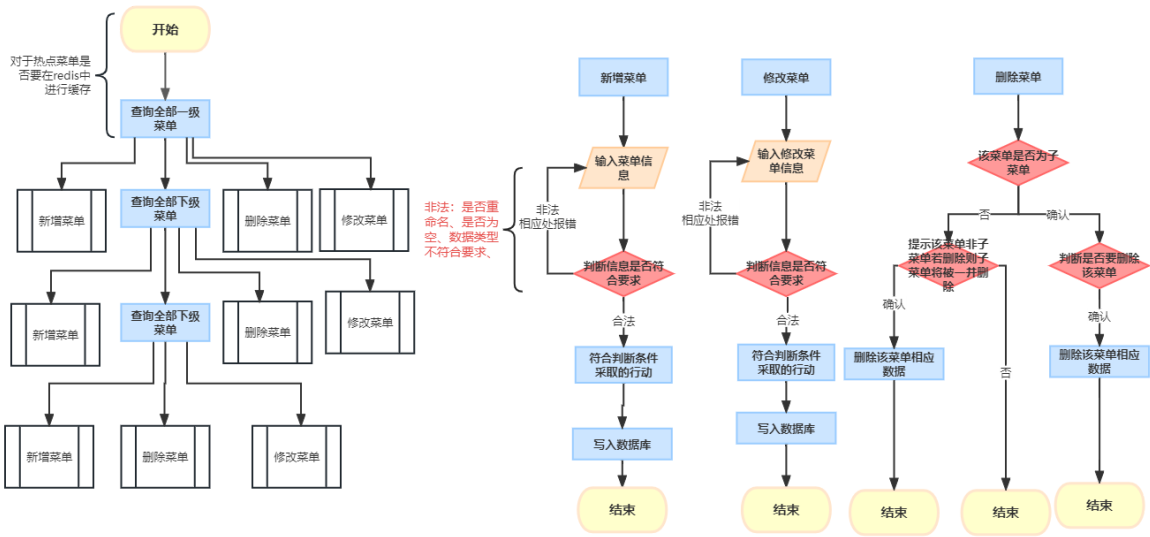 开始
对于热点菜单是
否要在redis中
进行缓存
查询全部一级
菜单
新增菜单
查询全部下级
菜单
删除菜单
修改菜单
新增菜单
查询全部下级
菜单
删除菜单
修改菜单
新增菜单
删除菜单
修改菜单
新增菜单
输入菜单信
息
非法：是否重
命名、是否为
空、数据类型
不符合要求、
非法
相应处报错
判断信息是否符
合要求
合法
符合判断条件
采取的行动
写入数据库
结束
修改菜单
输入修改菜
单信息
非法
相应处报错
判断信息是否符
合要求
合法
符合判断条件
采取的行动
写入数据库
结束
删除菜单
该菜单是否为子
菜单
否
确认
提示该菜单非子
菜单若删除则子
菜单将被一并删
除
判断是否要删除
该菜单
确认
否
确认
删除该菜单相应
数据
删除该菜单相应
数据
结束
结束
结束